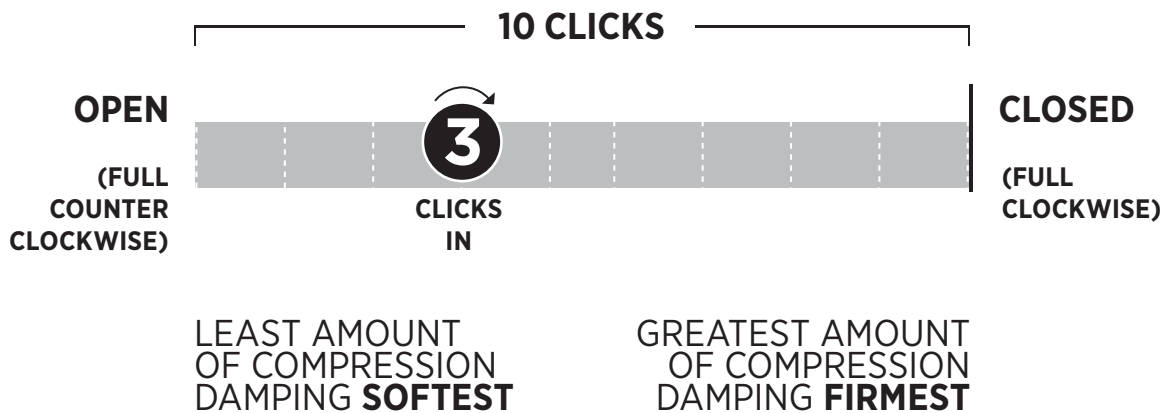 10 CLICKS
OPEN
(FULL
COUNTER
CLOCKWISE)
3
CLICKS
IN
CLOSED
(FULL
CLOCKWISE)
LEAST AMOUNT
OF COMPRESSION
DAMPING SOFTEST
GREATEST AMOUNT
OF COMPRESSION
DAMPING FIRMEST